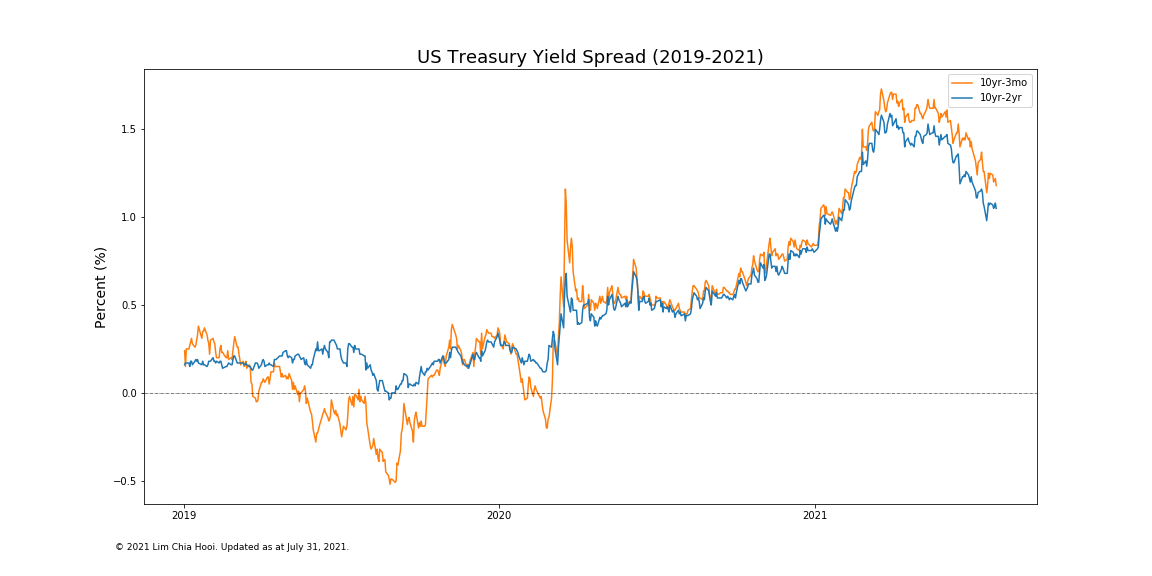 US Treasury Yield Spread (2019-2021)
10yr-3mo
10yr-2yr
Percent (%)
1.5
1.0
0.5
0.0
−0.5
2019
2020
2021
© 2021 Lim Chia Hooi. Updated as at July 31, 2021.